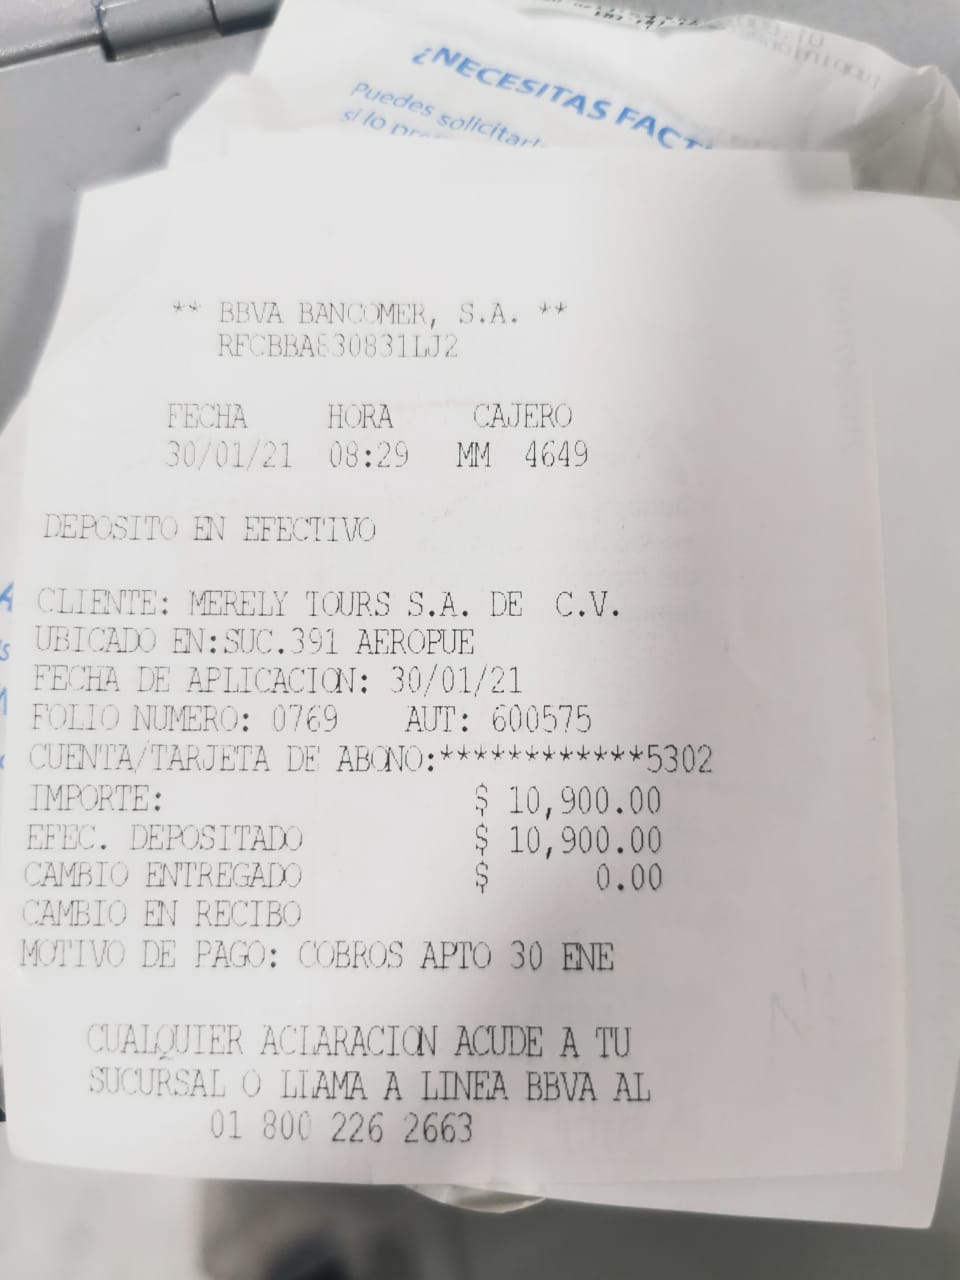 ¿NECESITAS FACT
Puedes solicitarl
si lo pre
** BBVA BANCOMER, S.A. **
RFCBBA830831LJ2
FECHA HORA CAJERO
30/01/21 08:29 MM 4649
DEPOSITO EN EFECTIVO
CLIENTE: MERELY TOURS S.A. DE C.V.
UBICADO EN:SUC.391 AEROPUE
FECHA DE APLICACION: 30/01/21
FOLIO NUMERO: 0769 AUT: 600575
CUENTA/TARJETA DE ABONO:************5302
IMPORTE: $ 10,900.00
EFEC. DEPOSITADO $ 10,900.00
CAMBIO ENTREGADO $ 0.00
CAMBIO EN RECIBO
MOTIVO DE PAGO: COBROS APTO 30 ENE
CUALQUIER ACLARACION ACUDE A TU
SUCURSAL O LLAMA A LINEA BBVA AL
01 800 226 2663